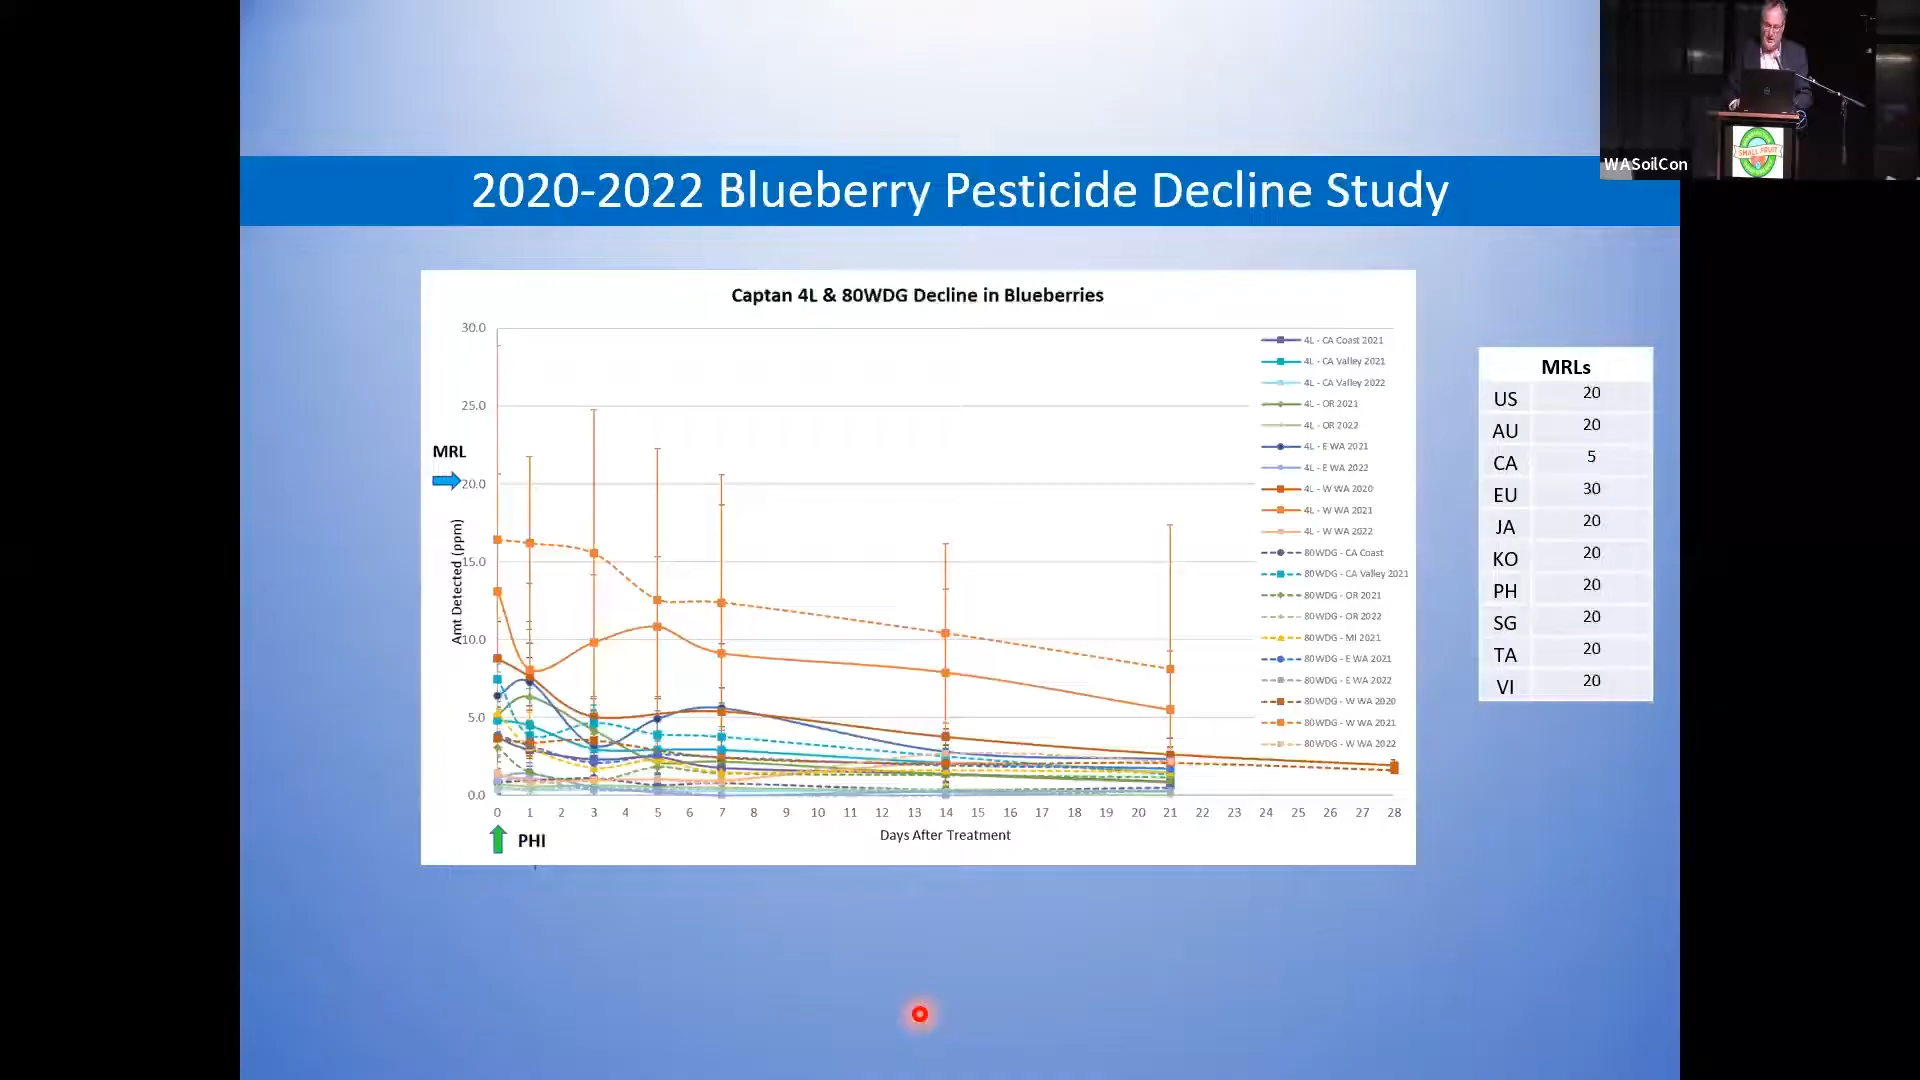 WASoilCon
SMALL FRUIT
2020-2022 Blueberry Pesticide Decline Study
Captan 4L & 80WDG Decline in Blueberries
30.0
25.0
MRL
20.0
15.0
10.0
5.0
0.0
Amt Detected (ppm)
0 1 2 3 4 5 6 7 8 9 10 11 12 13 14 15 16 17 18 19 20 21 22 23 24 25 26 27 28
Days After Treatment
PHI
4L - CA Coast 2021
4L - CA Valley 2021
4L - CA Valley 2022
4L - OR 2021
4L - OR 2022
4L - E WA 2021
4L - E WA 2022
4L - W WA 2020
4L - W WA 2021
4L - W WA 2022
80WDG - CA Coast
80WDG - CA Valley 2021
80WDG - OR 2021
80WDG - OR 2022
80WDG - MI 2021
80WDG - E WA 2021
80WDG - E WA 2022
80WDG - W WA 2020
80WDG - W WA 2021
80WDG - W WA 2022
MRLs
US 20
AU 20
CA 5
EU 30
JA 20
KO 20
PH 20
SG 20
TA 20
VI 20